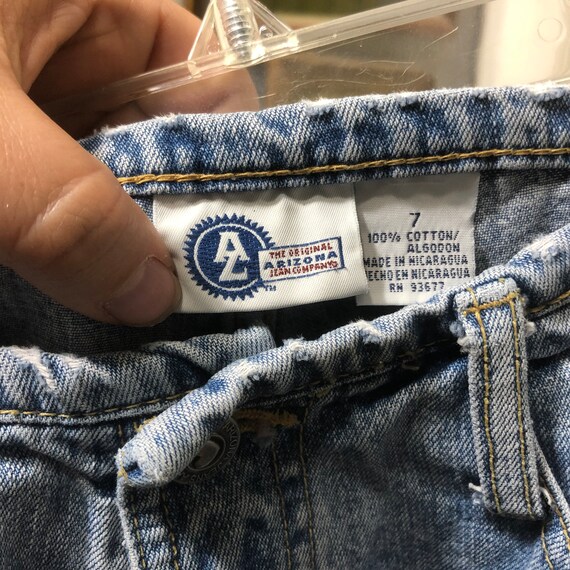 AZ
THE ORIGINAL
ARIZONA
JEAN COMPANY®
™
7
100% COTTON/
ALGODON
MADE IN NICARAGUA
HECHO EN NICARAGUA
RN 93677